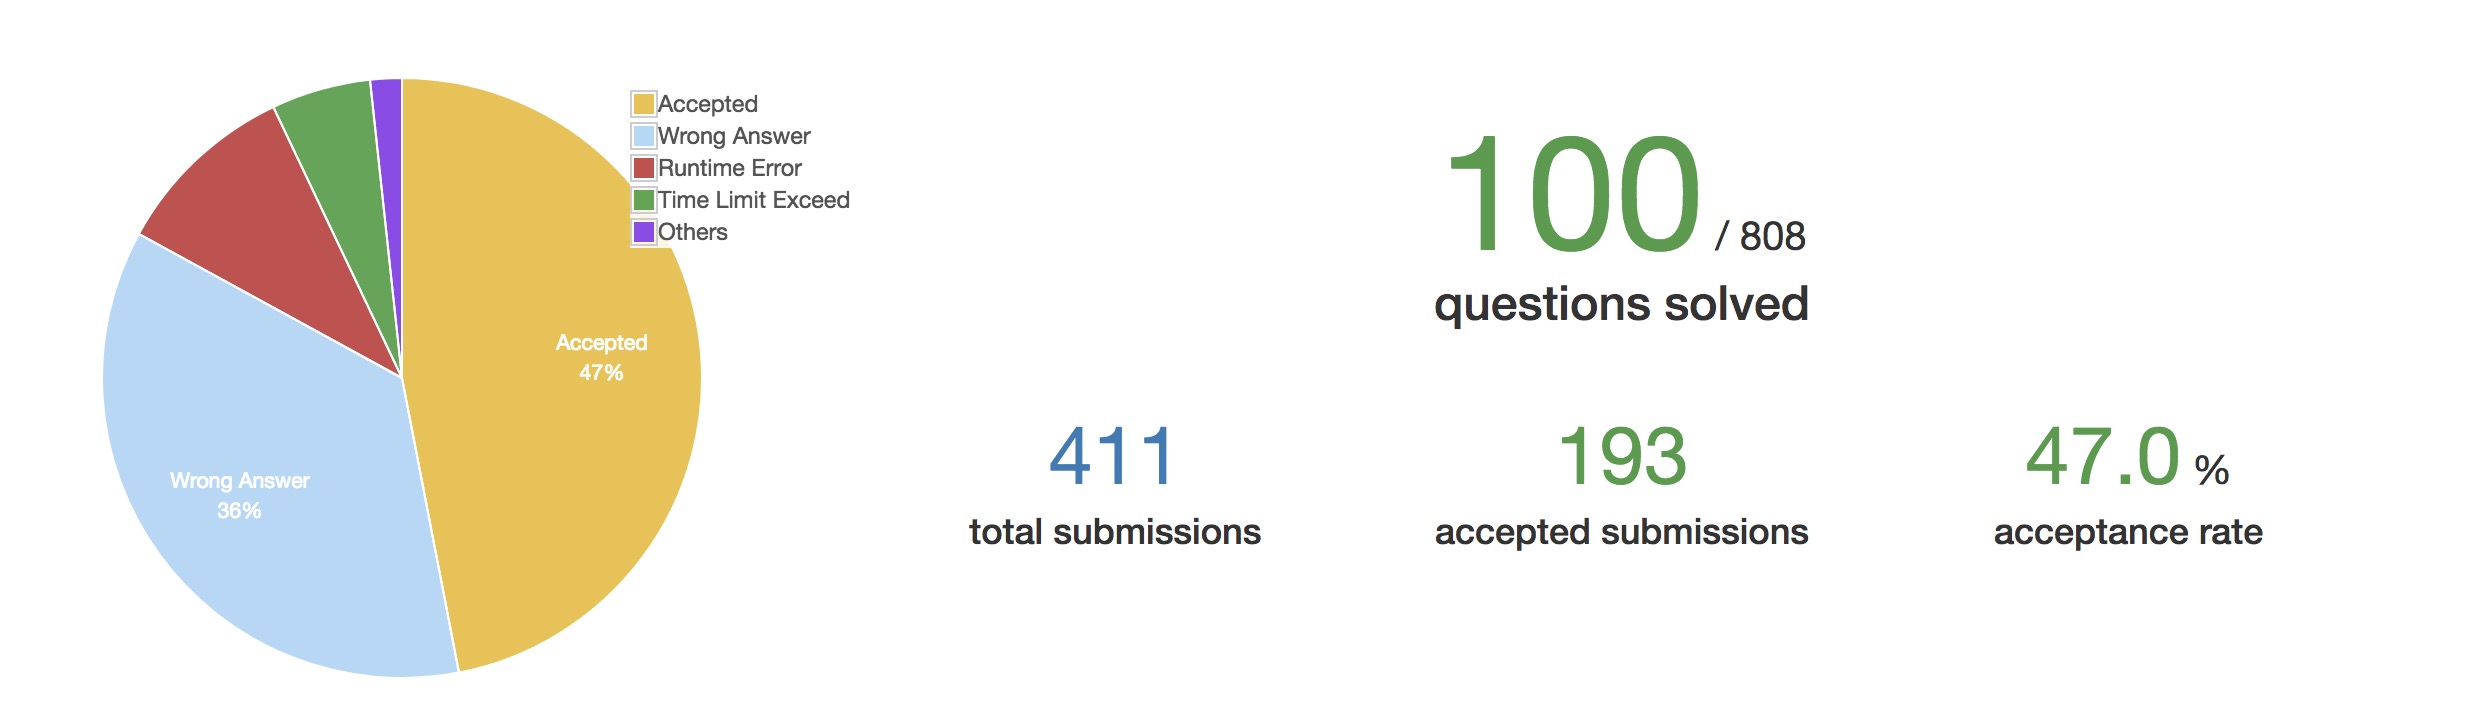 Accepted
Wrong Answer
Runtime Error
Time Limit Exceed
Others
Accepted
47%
Wrong Answer
36%
100 / 808
questions solved
411
total submissions
193
accepted submissions
47.0 %
acceptance rate